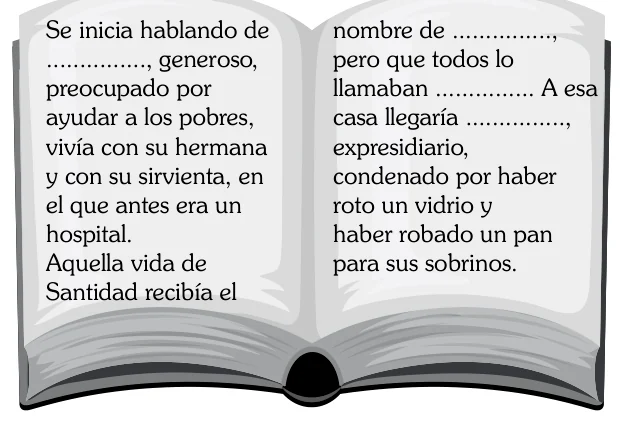 Se inicia hablando de
..............., generoso,
preocupado por
ayudar a los pobres,
vivía con su hermana
y con su sirvienta, en
el que antes era un
hospital.
Aquella vida de
Santidad recibía el
nombre de ...............,
pero que todos lo
llamaban ............... A esa
casa llegaría ...............,
expresidiario,
condenado por haber
roto un vidrio y
haber robado un pan
para sus sobrinos.